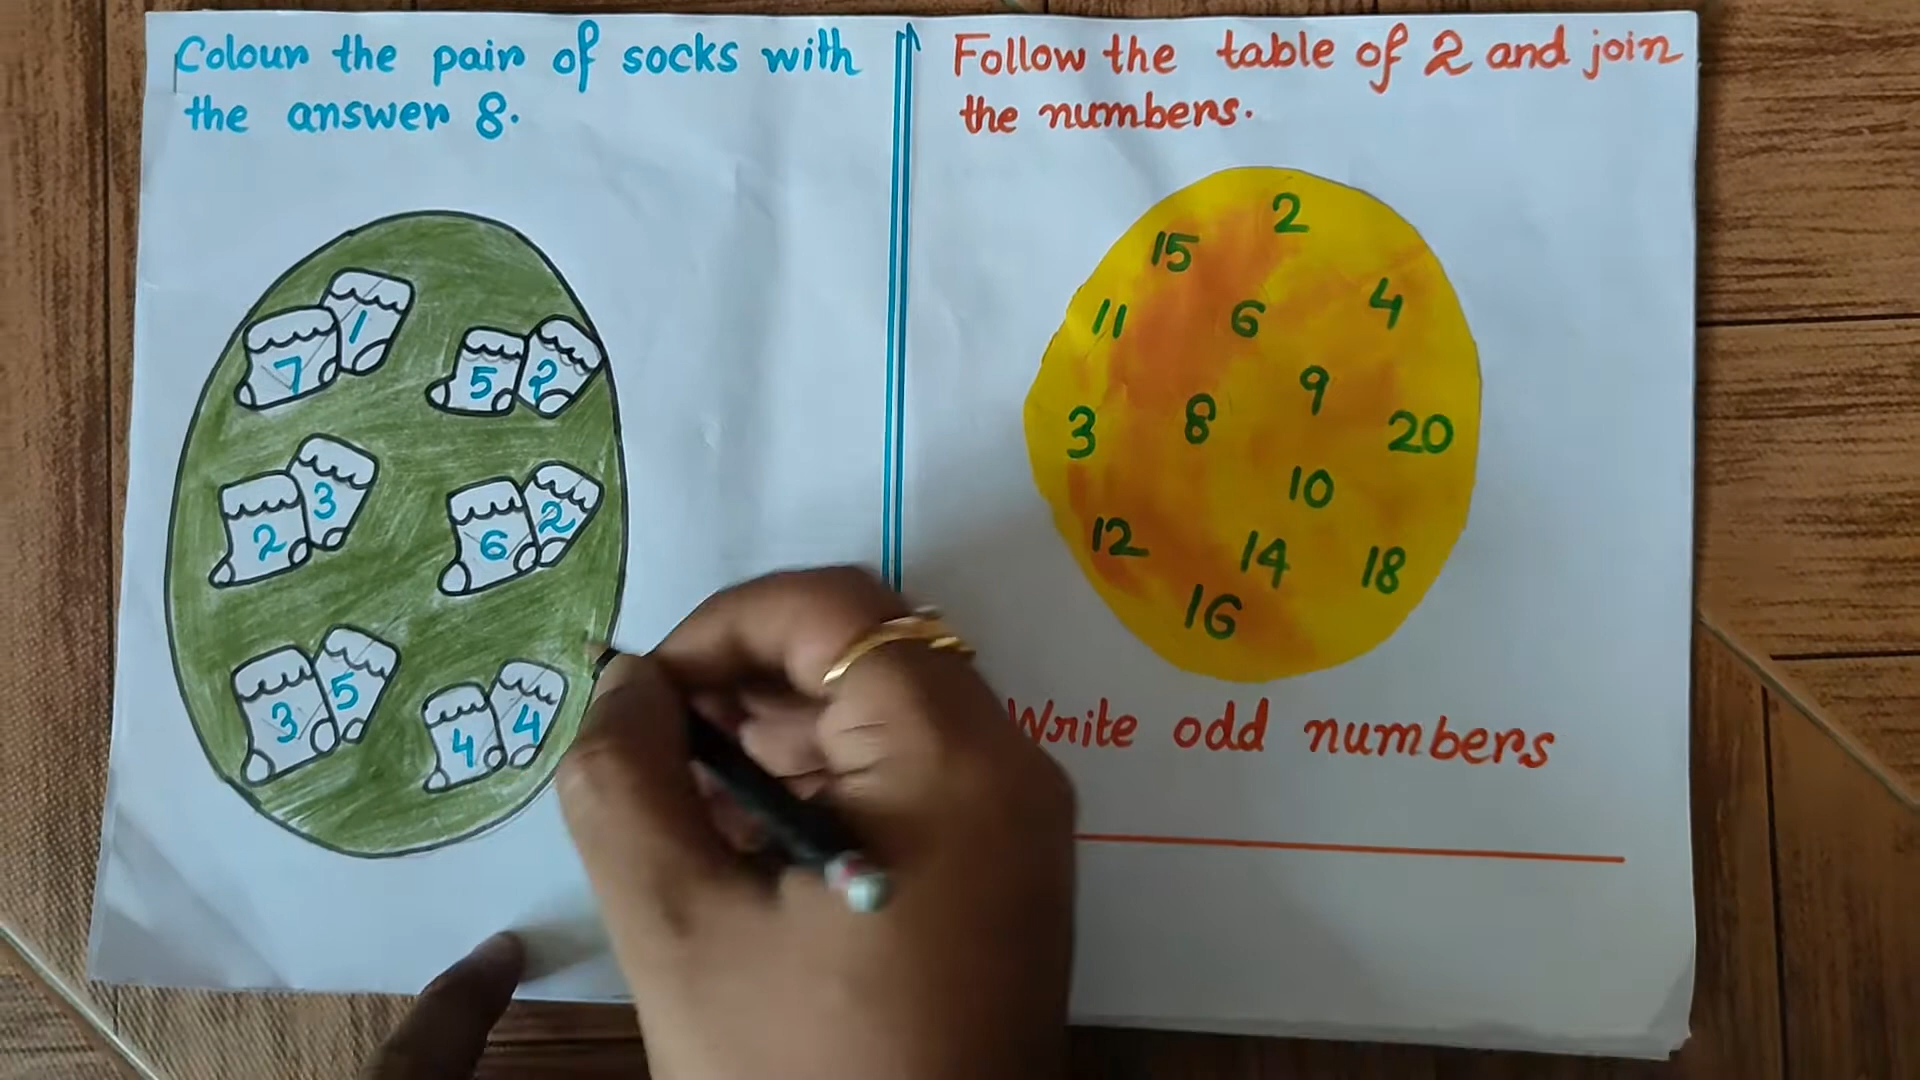 Colour the pair of socks with
the answer 8.
7 1
5 2
2 3
6 2
3 5
4 4
Follow the table of 2 and join
the numbers.
2
15
4
11 6
9
3 8 20
10
12 14 18
16
Write odd numbers